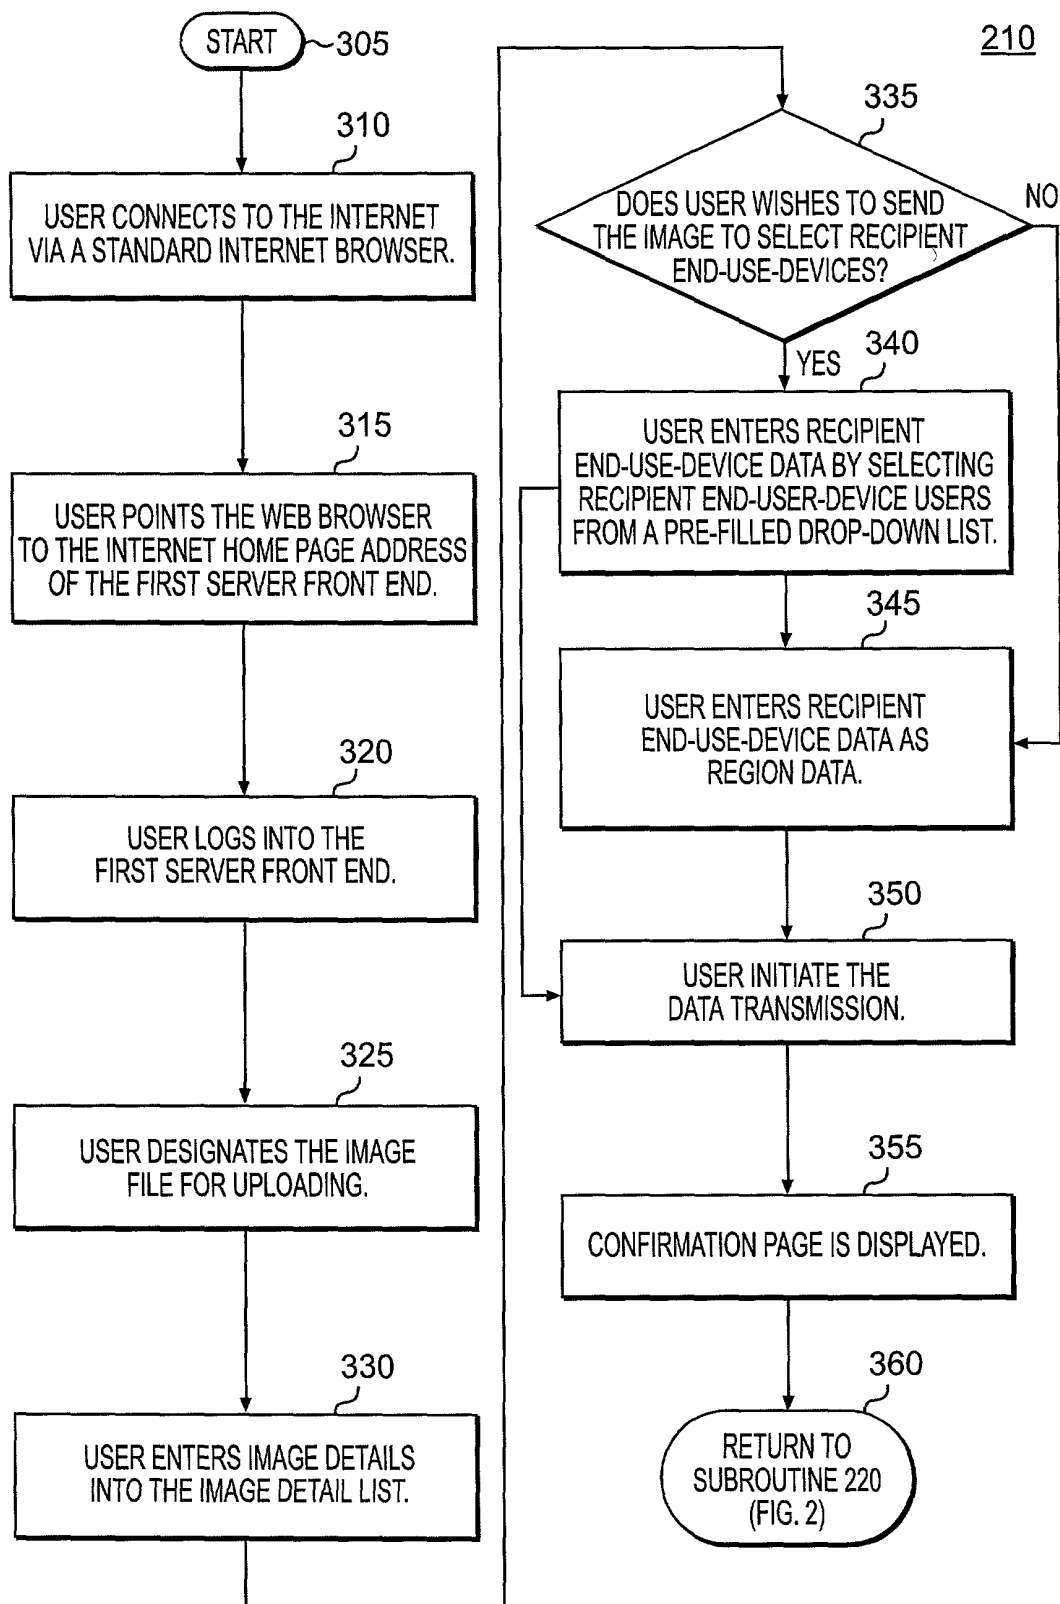 START
305
310
USER CONNECTS TO THE INTERNET
VIA A STANDARD INTERNET BROWSER.
315
USER POINTS THE WEB BROWSER
TO THE INTERNET HOME PAGE ADDRESS
OF THE FIRST SERVER FRONT END.
320
USER LOGS INTO THE
FIRST SERVER FRONT END.
325
USER DESIGNATES THE IMAGE
FILE FOR UPLOADING.
330
USER ENTERS IMAGE DETAILS
INTO THE IMAGE DETAIL LIST.
210
335
DOES USER WISHES TO SEND
THE IMAGE TO SELECT RECIPIENT
END-USE-DEVICES?
NO
YES
340
USER ENTERS RECIPIENT
END-USE-DEVICE DATA BY SELECTING
RECIPIENT END-USER-DEVICE USERS
FROM A PRE-FILLED DROP-DOWN LIST.
345
USER ENTERS RECIPIENT
END-USE-DEVICE DATA AS
REGION DATA.
350
USER INITIATE THE
DATA TRANSMISSION.
355
CONFIRMATION PAGE IS DISPLAYED.
360
RETURN TO
SUBROUTINE 220
(FIG. 2)